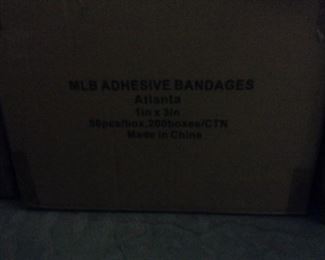 MLB ADHESIVE BANDAGES
Atlanta
1in x 3in
50pcs/box,200boxes/CTN
Made in China